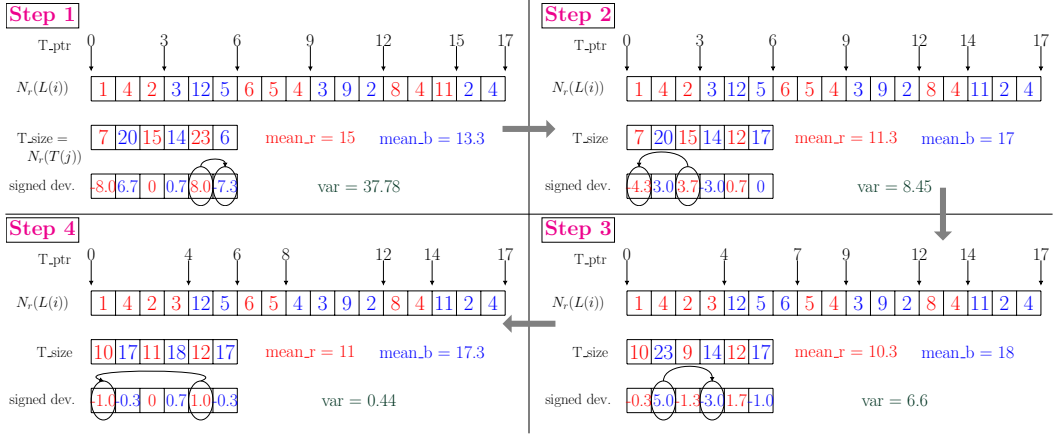 Step 1
T_ptr 0 3 6 9 12 15 17
N_r(L(i)) 1 4 2 3 12 5 6 5 4 3 9 2 8 4 11 2 4
T_size = N_r(T(j)) 7 20 15 14 23 6 mean_r = 15 mean_b = 13.3
signed dev. -8.0 6.7 0 0.7 8.0 -7.3 var = 37.78
Step 2
T_ptr 0 3 6 9 12 14 17
N_r(L(i)) 1 4 2 3 12 5 6 5 4 3 9 2 8 4 11 2 4
T_size 7 20 15 14 12 17 mean_r = 11.3 mean_b = 17
signed dev. -4.3 3.0 3.7 -3.0 0.7 0 var = 8.45
Step 4
T_ptr 0 4 6 8 12 14 17
N_r(L(i)) 1 4 2 3 12 5 6 5 4 3 9 2 8 4 11 2 4
T_size 10 17 11 18 12 17 mean_r = 11 mean_b = 17.3
signed dev. -1.0 -0.3 0 0.7 1.0 -0.3 var = 0.44
Step 3
T_ptr 0 4 7 9 12 14 17
N_r(L(i)) 1 4 2 3 12 5 6 5 4 3 9 2 8 4 11 2 4
T_size 10 23 9 14 12 17 mean_r = 10.3 mean_b = 18
signed dev. -0.3 5.0 -1.3 -3.0 1.7 -1.0 var = 6.6